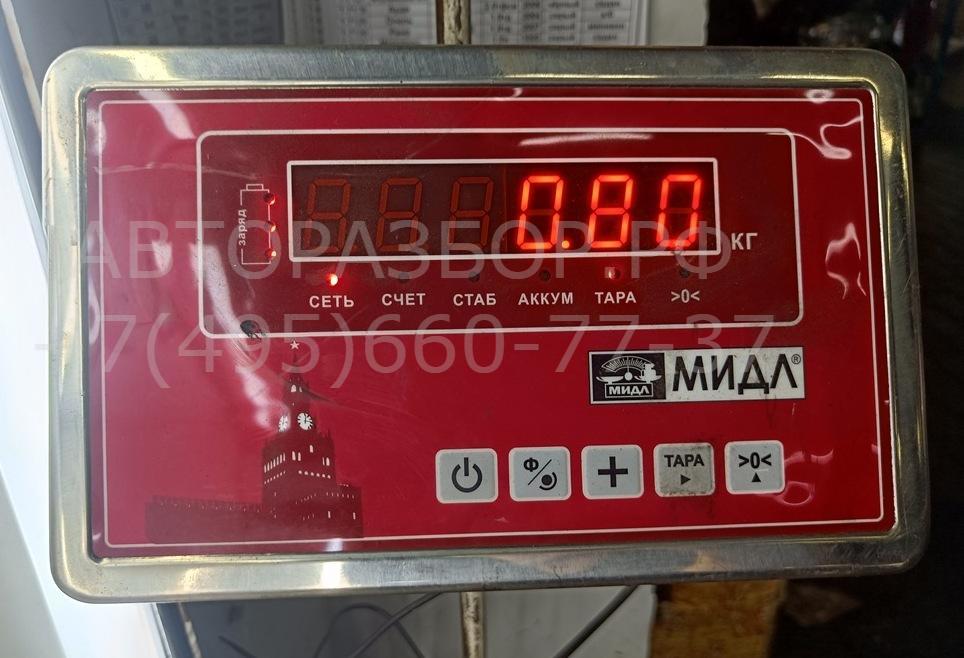 заряд
0.80
КГ
СЕТЬ СЧЕТ СТАБ АККУМ ТАРА >0<
АВТОРАЗБОР.РФ
+7(495)660-77-37
МИДЛ МИДЛ®
Ф ТАРА >0<